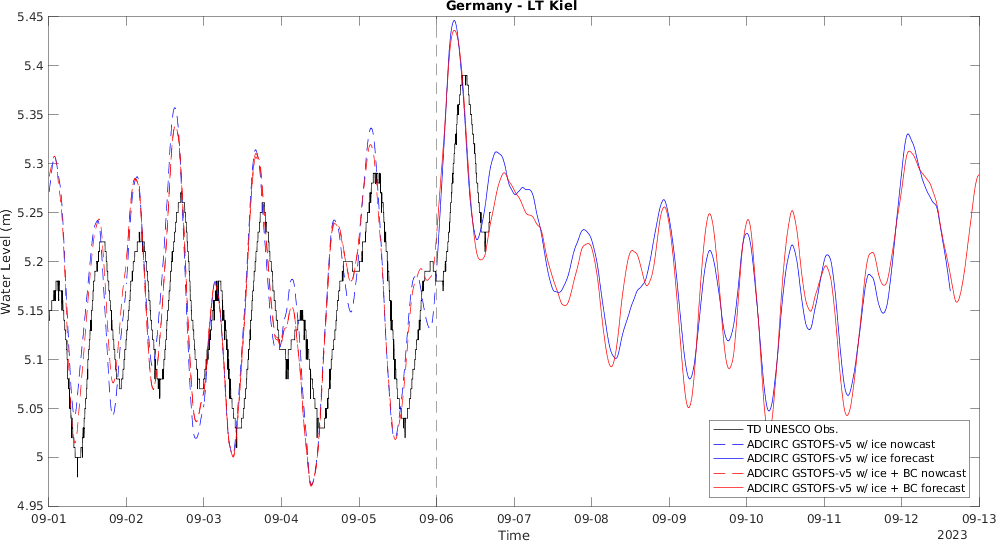 Germany - LT Kiel
Water Level (m)
5.45
5.4
5.35
5.3
5.25
5.2
5.15
5.1
5.05
5
4.95
09-01 09-02 09-03 09-04 09-05 09-06 09-07 09-08 09-09 09-10 09-11 09-12 09-13
Time
2023
TD UNESCO Obs.
ADCIRC GSTOFS-v5 w/ ice nowcast
ADCIRC GSTOFS-v5 w/ ice forecast
ADCIRC GSTOFS-v5 w/ ice + BC nowcast
ADCIRC GSTOFS-v5 w/ ice + BC forecast